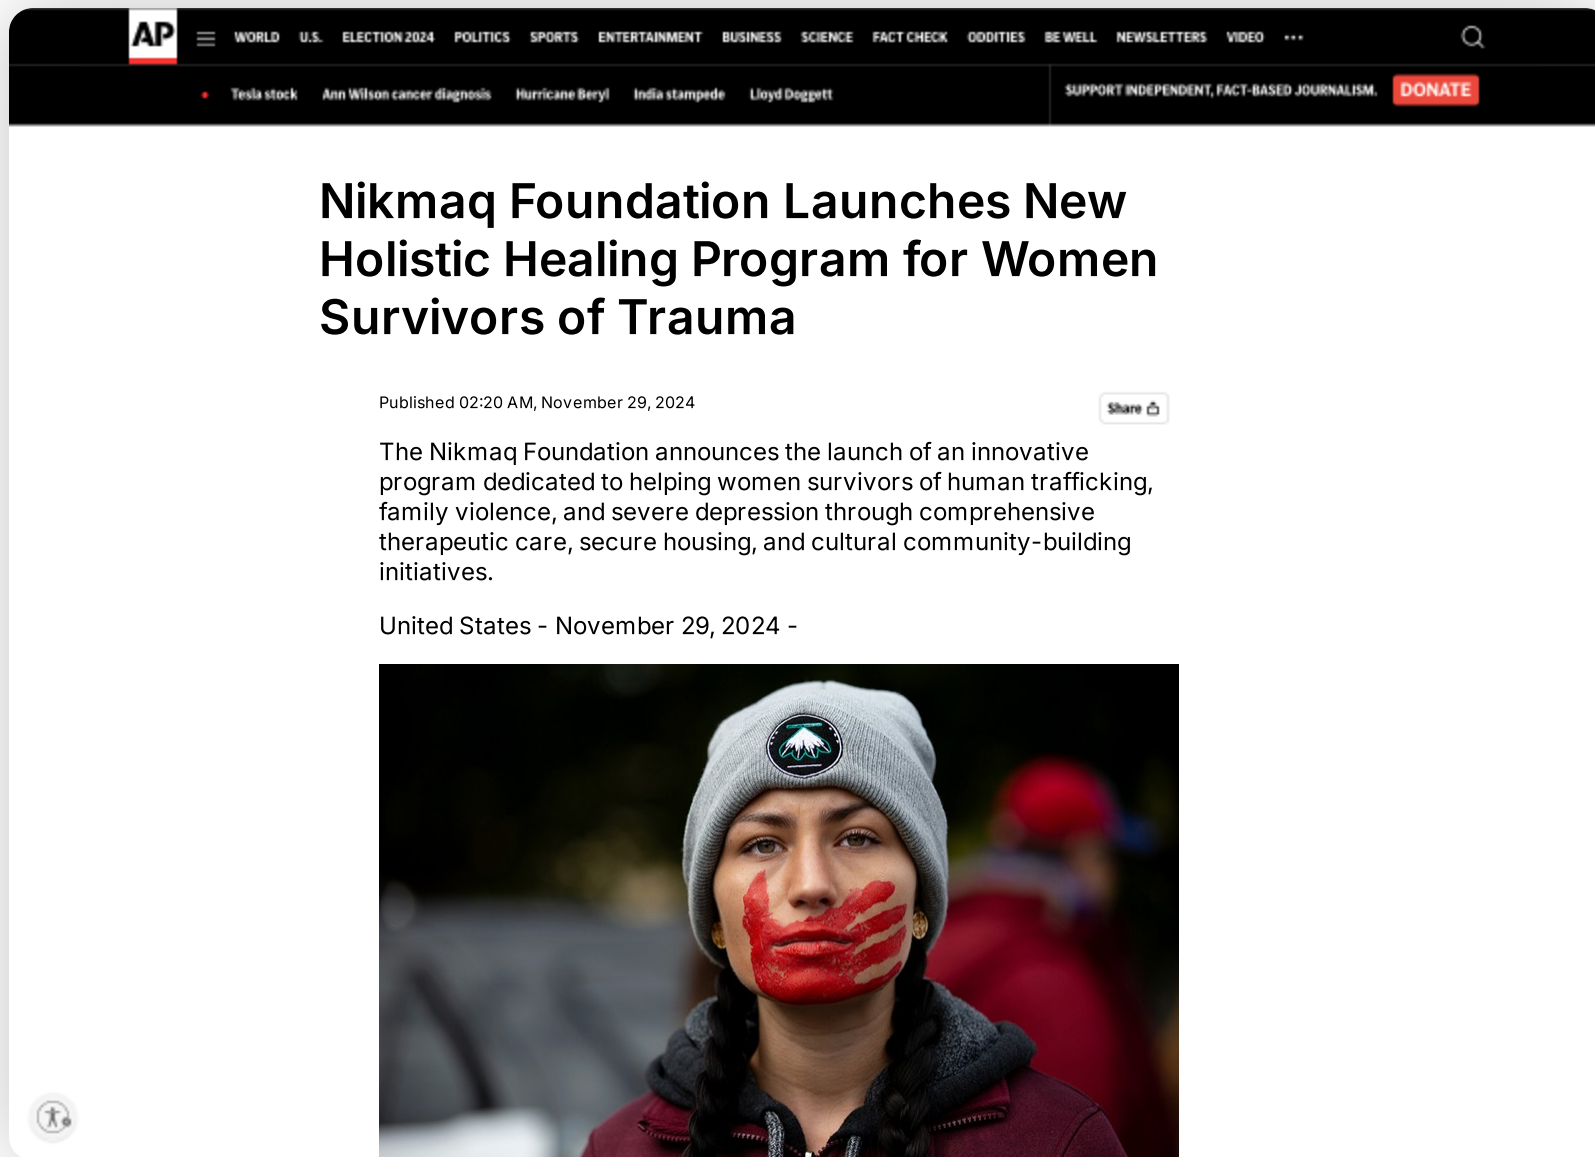 AP
WORLD U.S. ELECTION 2024 POLITICS SPORTS ENTERTAINMENT BUSINESS SCIENCE FACT CHECK ODDITIES BE WELL NEWSLETTERS VIDEO •••
Tesla stock Ann Wilson cancer diagnosis Hurricane Beryl India stampede Lloyd Doggett SUPPORT INDEPENDENT, FACT-BASED JOURNALISM. DONATE
Nikmaq Foundation Launches New
Holistic Healing Program for Women
Survivors of Trauma
Published 02:20 AM, November 29, 2024
Share
The Nikmaq Foundation announces the launch of an innovative
program dedicated to helping women survivors of human trafficking,
family violence, and severe depression through comprehensive
therapeutic care, secure housing, and cultural community-building
initiatives.
United States - November 29, 2024 -